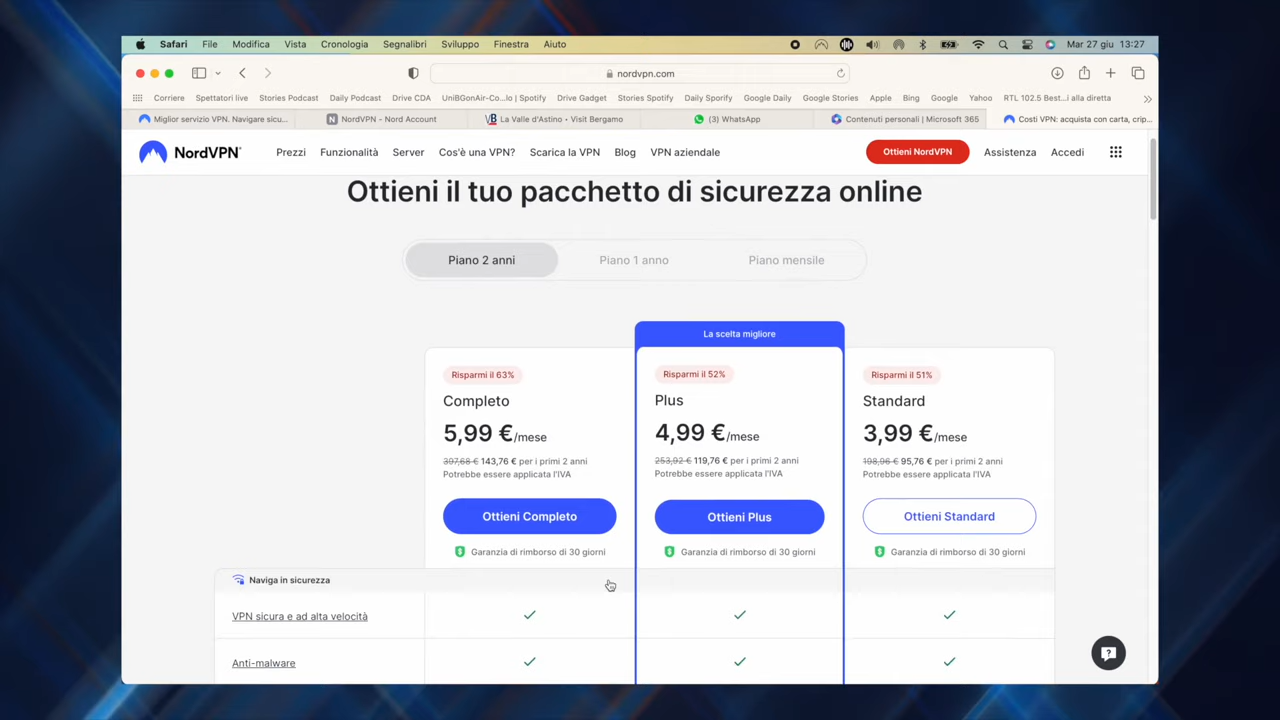 Safari File Modifica Vista Cronologia Segnalibri Sviluppo Finestra Aiuto Mar 27 giu 13:27
nordvpn.com
Corriere Spettatori live Stories Podcast Daily Podcast Drive CDA UniBGonAir-Co...lo | Spotify Drive Gadget Stories Spotify Daily Sporify Google Daily Google Stories Apple Bing Google Yahoo RTL 102.5 Best...i alla diretta
Miglior servizio VPN. Navigare sicu... NordVPN - Nord Account La Valle d'Astino • Visit Bergamo (3) WhatsApp Contenuti personali | Microsoft 365 Costi VPN: acquista con carta, crip...
NordVPN® Prezzi Funzionalità Server Cos'è una VPN? Scarica la VPN Blog VPN aziendale Ottieni NordVPN Assistenza Accedi
Ottieni il tuo pacchetto di sicurezza online
Piano 2 anni Piano 1 anno Piano mensile
La scelta migliore
Risparmi il 63% Risparmi il 52% Risparmi il 51%
Completo Plus Standard
5,99 €/mese 4,99 €/mese 3,99 €/mese
397,68 € 143,76 € per i primi 2 anni 253,92 € 119,76 € per i primi 2 anni 198,96 € 95,76 € per i primi 2 anni
Potrebbe essere applicata l'IVA Potrebbe essere applicata l'IVA Potrebbe essere applicata l'IVA
Ottieni Completo Ottieni Plus Ottieni Standard
Garanzia di rimborso di 30 giorni Garanzia di rimborso di 30 giorni Garanzia di rimborso di 30 giorni
Naviga in sicurezza
VPN sicura e ad alta velocità
Anti-malware